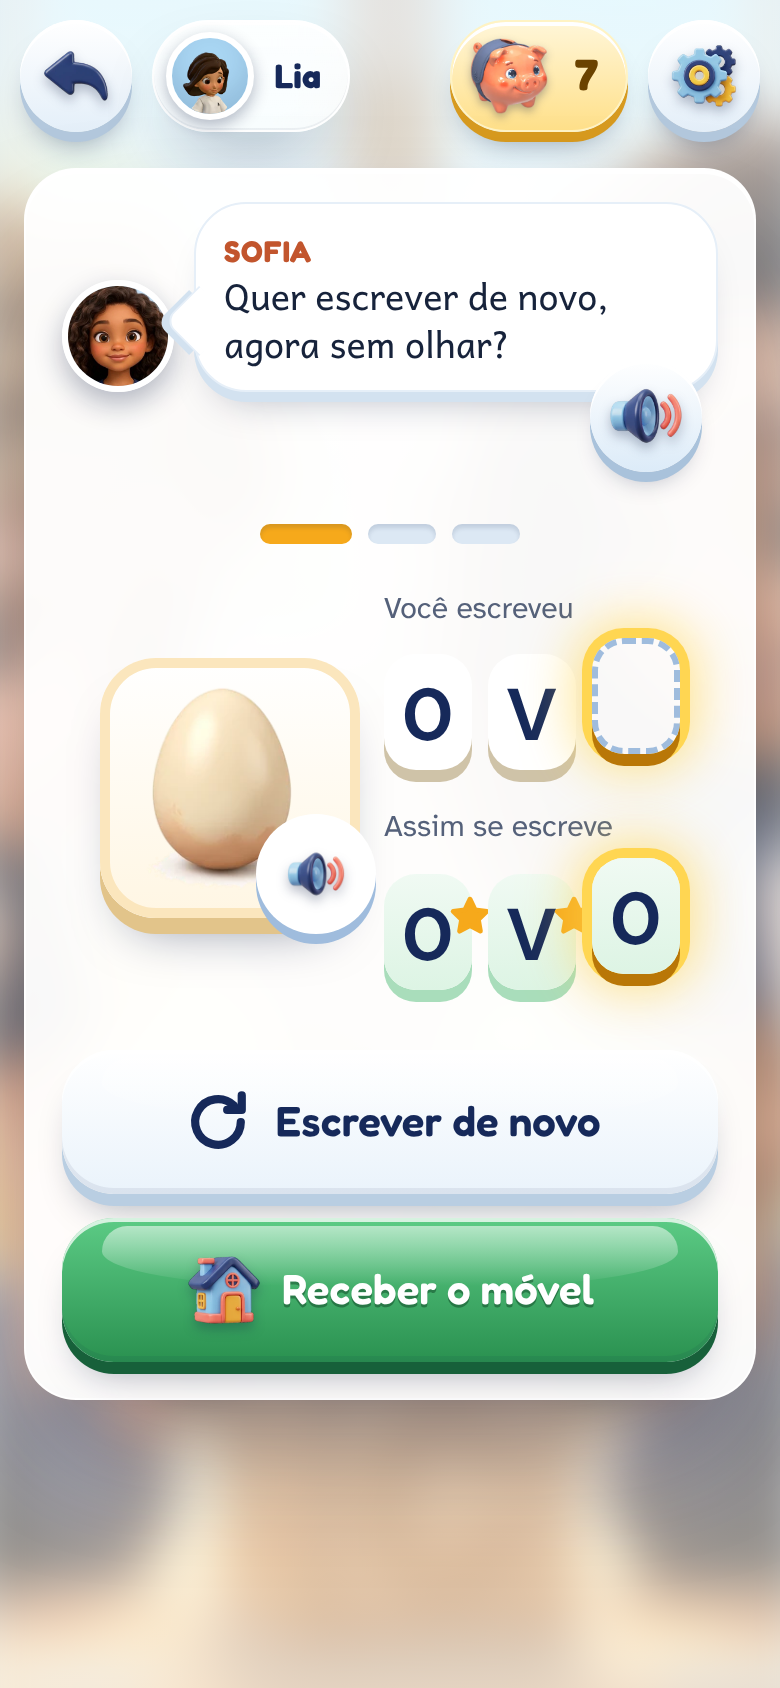 Lia
7
SOFIA
Quer escrever de novo,
agora sem olhar?
Você escreveu
O V
Assim se escreve
O V O
Escrever de novo
Receber o móvel